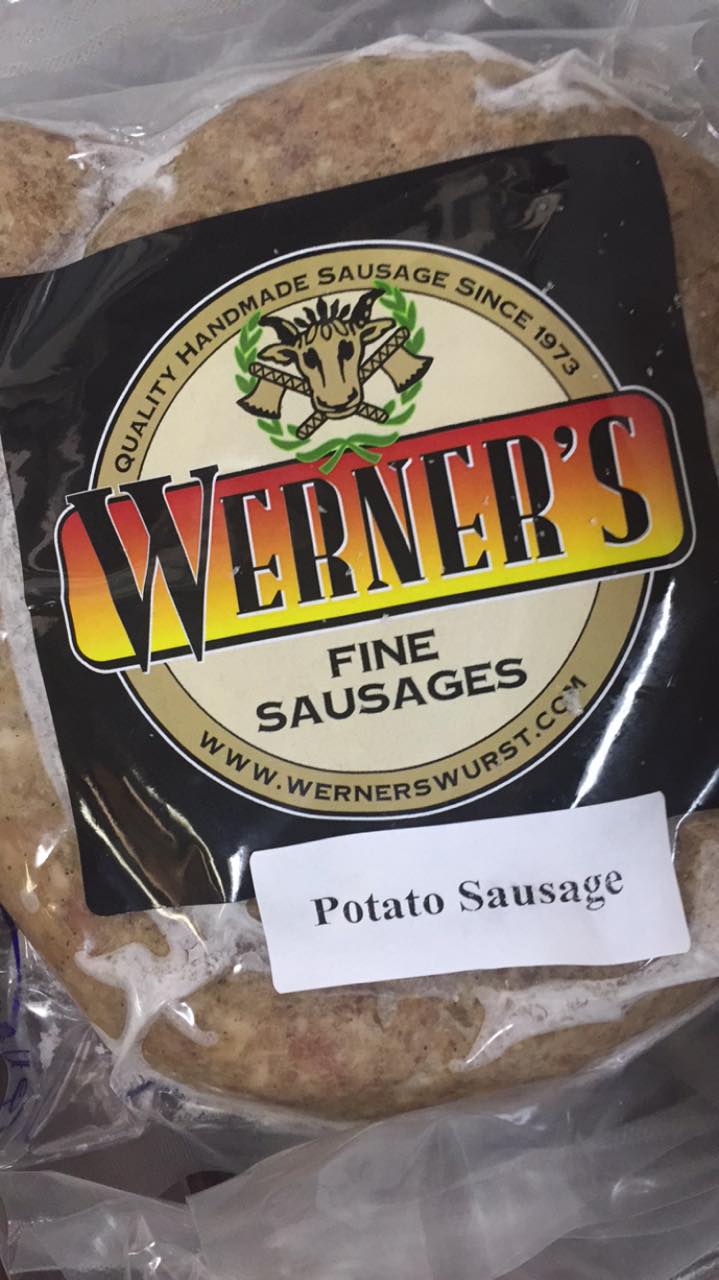 QUALITY HANDMADE SAUSAGE SINCE 1973
WERNER'S
FINE
SAUSAGES
WWW.WERNERSWURST.COM
Potato Sausage